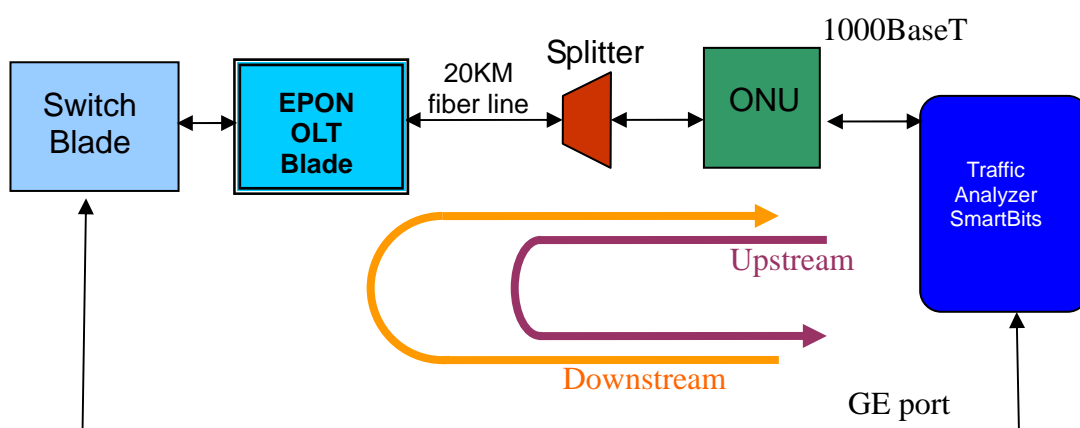 1000BaseT
Splitter
20KM
fiber line
Switch
Blade
EPON
OLT
Blade
ONU
Traffic
Analyzer
SmartBits
Upstream
Downstream
GE port